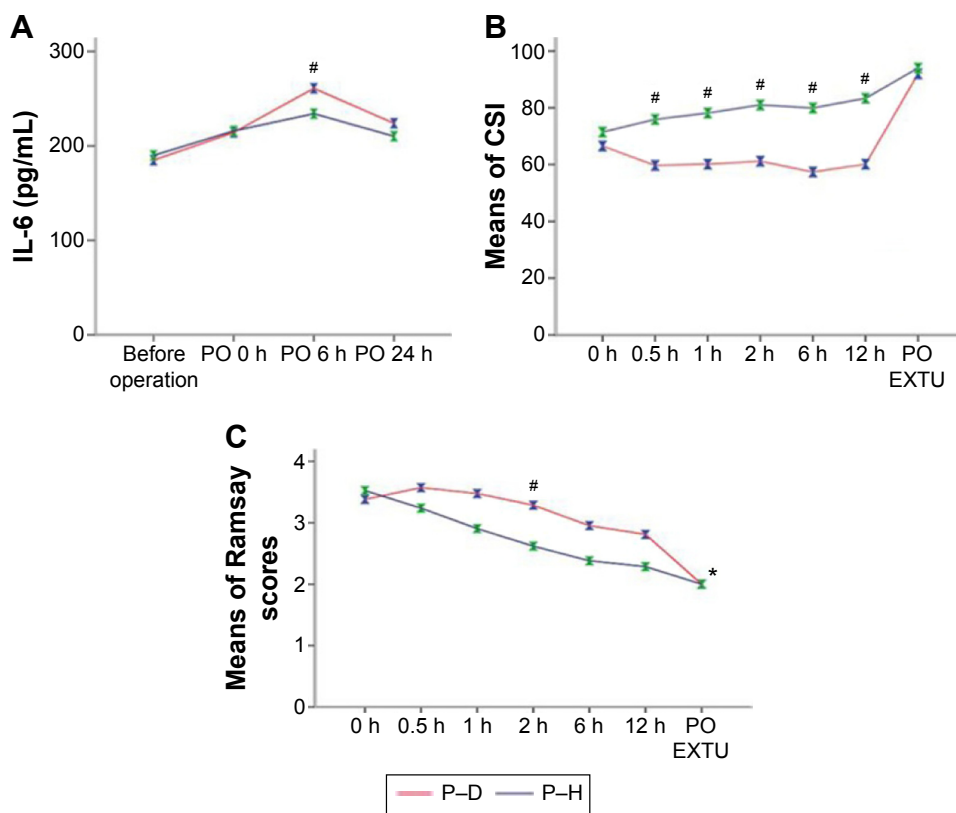 A
IL-6 (pg/mL)
300
200
100
0
#
Before
operation
PO 0 h
PO 6 h
PO 24 h
B
Means of CSI
100
80
60
40
20
0
# # # # #
0 h 0.5 h 1 h 2 h 6 h 12 h PO
EXTU
C
Means of Ramsay
scores
4
3
2
1
0
#
*
0 h 0.5 h 1 h 2 h 6 h 12 h PO
EXTU
P–D P–H